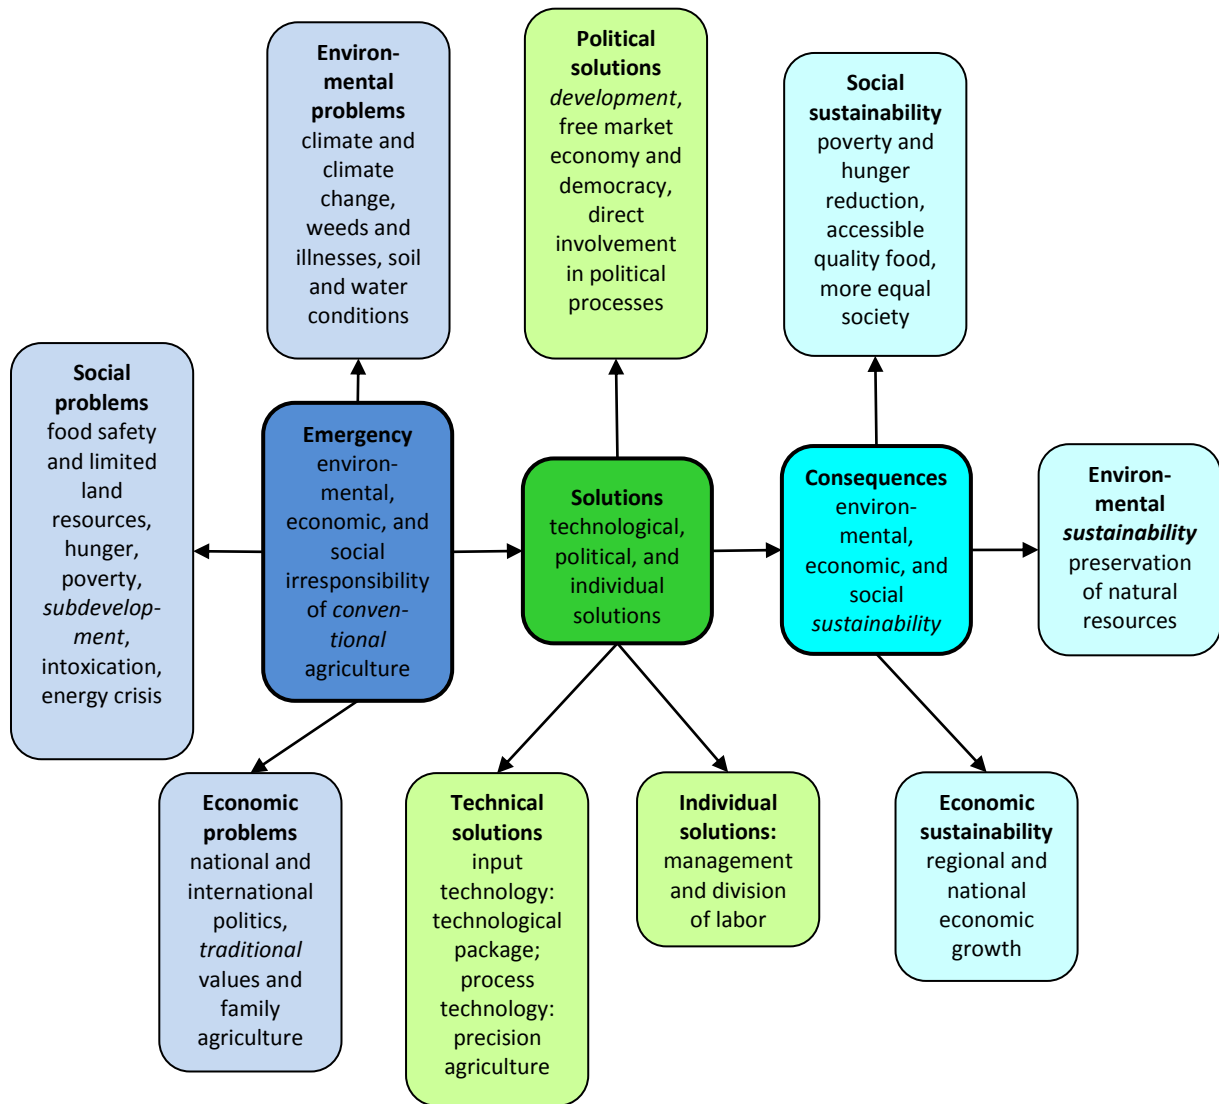 Environ-
mental
problems
climate and
climate
change,
weeds and
illnesses, soil
and water
conditions
Political
solutions
development,
free market
economy and
democracy,
direct
involvement
in political
processes
Social
sustainability
poverty and
hunger
reduction,
accessible
quality food,
more equal
society
Social
problems
food safety
and limited
land
resources,
hunger,
poverty,
subdevelop-
ment,
intoxication,
energy crisis
Emergency
environ-
mental,
economic, and
social
irresponsibility
of conven-
tional
agriculture
Solutions
technological,
political, and
individual
solutions
Consequences
environ-
mental,
economic, and
social
sustainability
Environ-
mental
sustainability
preservation
of natural
resources
Economic
problems
national and
international
politics,
traditional
values and
family
agriculture
Technical
solutions
input
technology:
technological
package;
process
technology:
precision
agriculture
Individual
solutions:
management
and division
of labor
Economic
sustainability
regional and
national
economic
growth